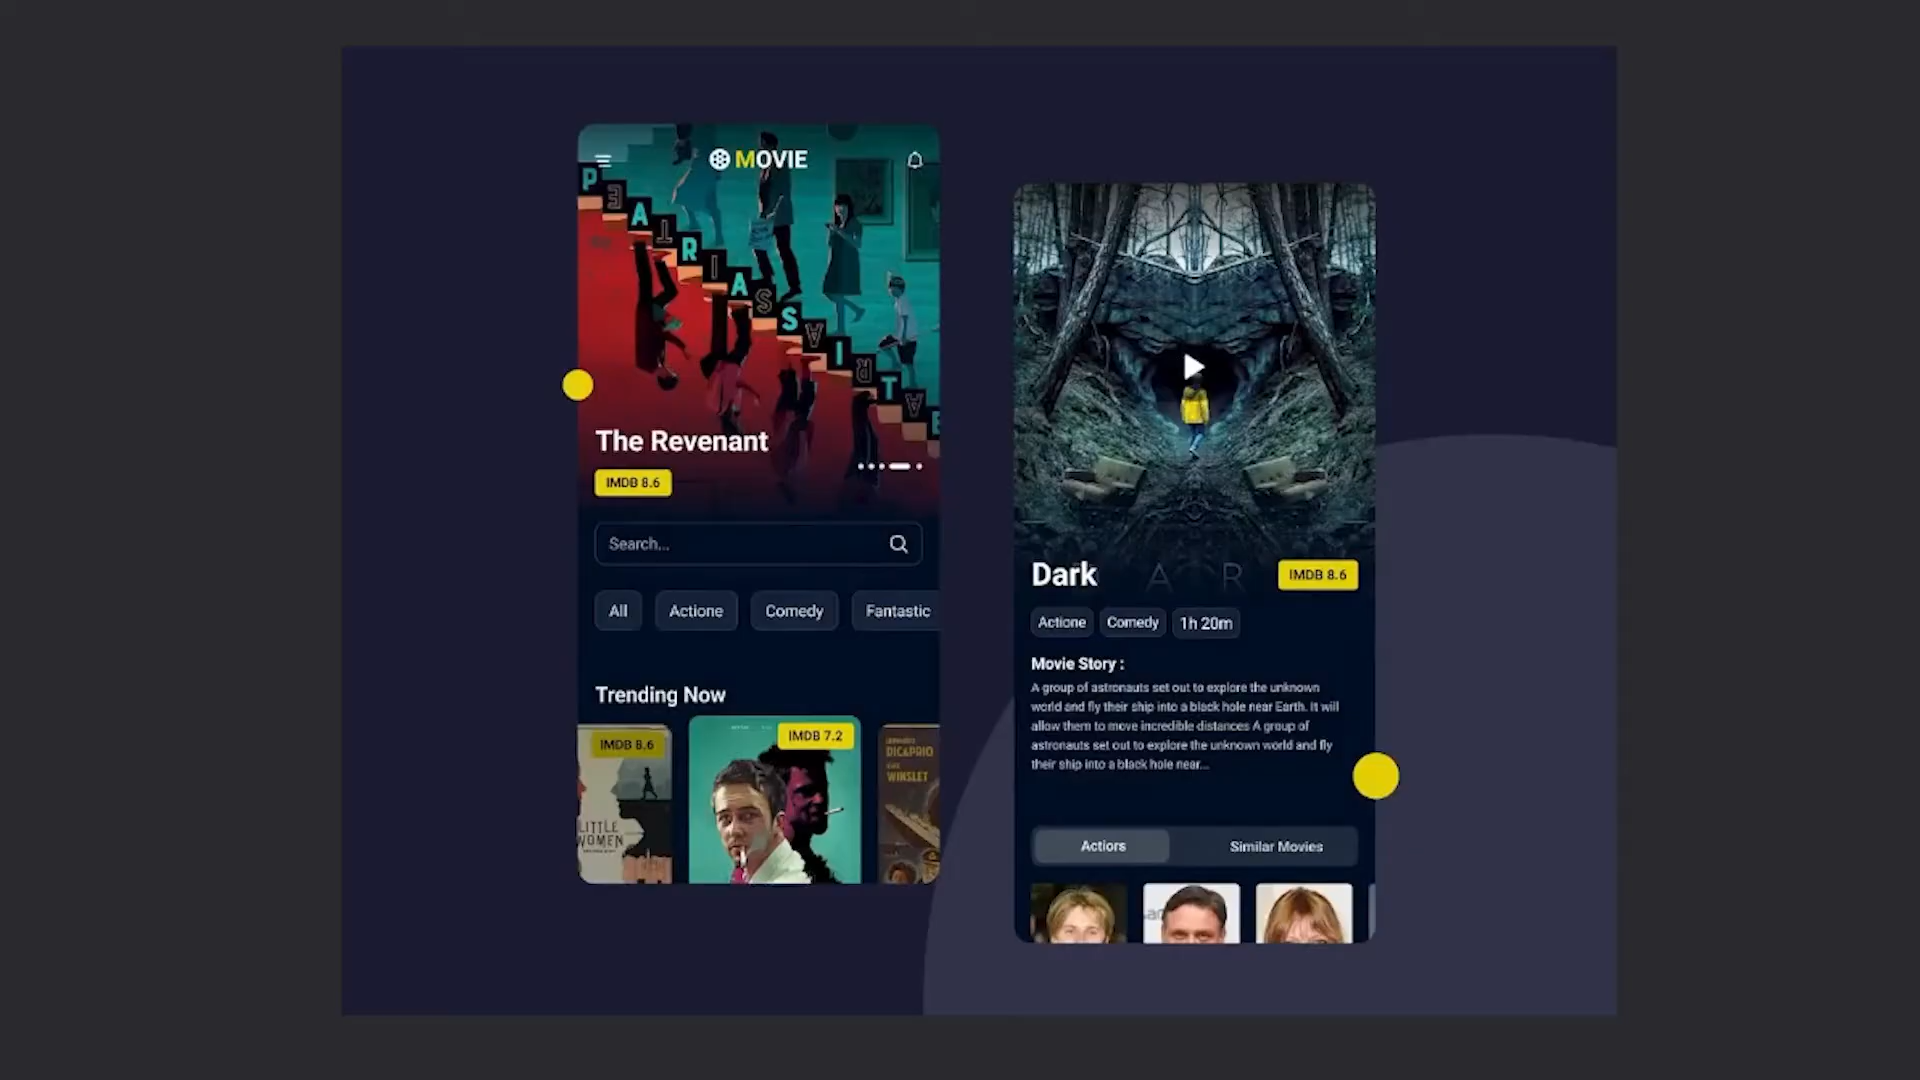 MOVIE
P
E
A
T
R
I
A
S
S
A
I
R
T
A
E
The Revenant
IMDB 8.6
Search...
All
Actione
Comedy
Fantastic
Trending Now
IMDB 8.6
LITTLE
WOMEN
IMDB 7.2
DICAPRIO
WINSLET
Dark
A R
IMDB 8.6
Actione
Comedy
1h 20m
Movie Story :
A group of astronauts set out to explore the unknown
world and fly their ship into a black hole near Earth. It will
allow them to move incredible distances A group of
astronauts set out to explore the unknown world and fly
their ship into a black hole near...
Actiors
Similar Movies